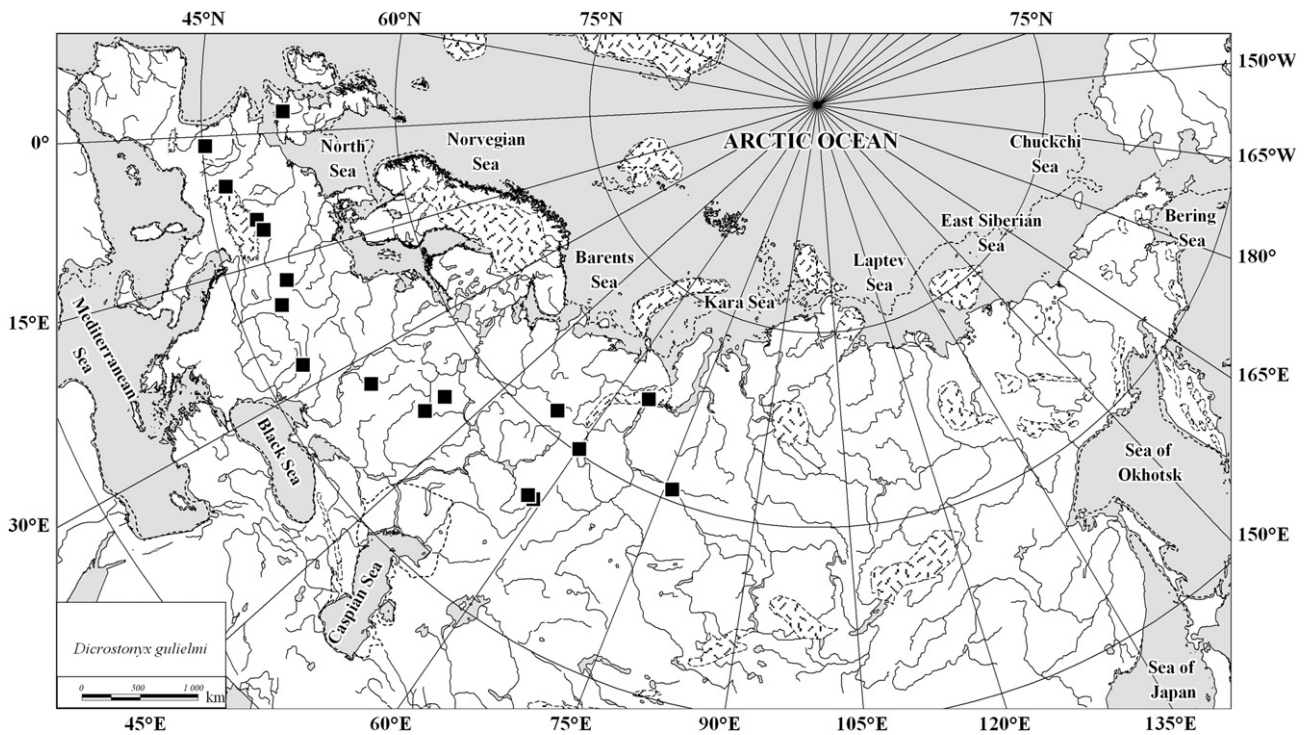 45°N
60°N
75°N
75°N
150°W
0°
North
Sea
Norvegian
Sea
ARCTIC OCEAN
Chuckchi
Sea
165°W
Bering
Sea
East Siberian
Sea
180°
Barents
Sea
Laptev
Sea
Kara Sea
15°E
Mediterranean
Sea
165°E
Black Sea
Sea of
Okhotsk
30°E
150°E
Caspian Sea
Dicrostonyx gulielmi
0 500 1 000
km
Sea of
Japan
45°E
60°E
75°E
90°E
105°E
120°E
135°E